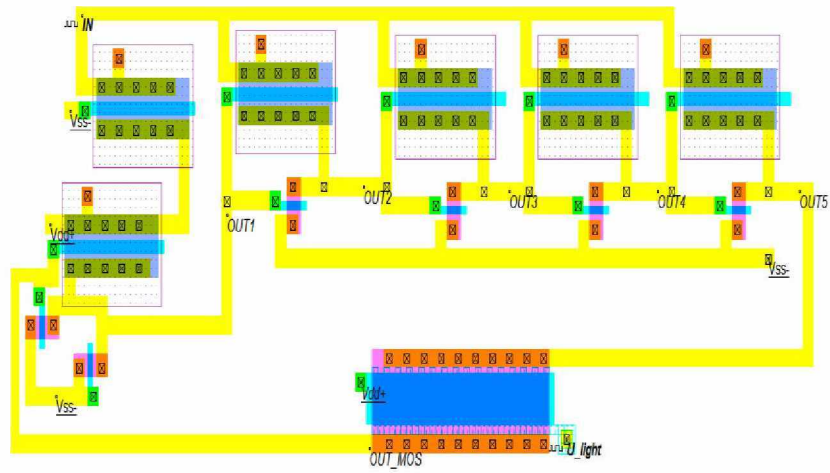 IN
Vss-
Vdd+
OUT1
OUT2
OUT3
OUT4
OUT5
Vss-
Vss-
Vdd+
OUT_MOS
U_light